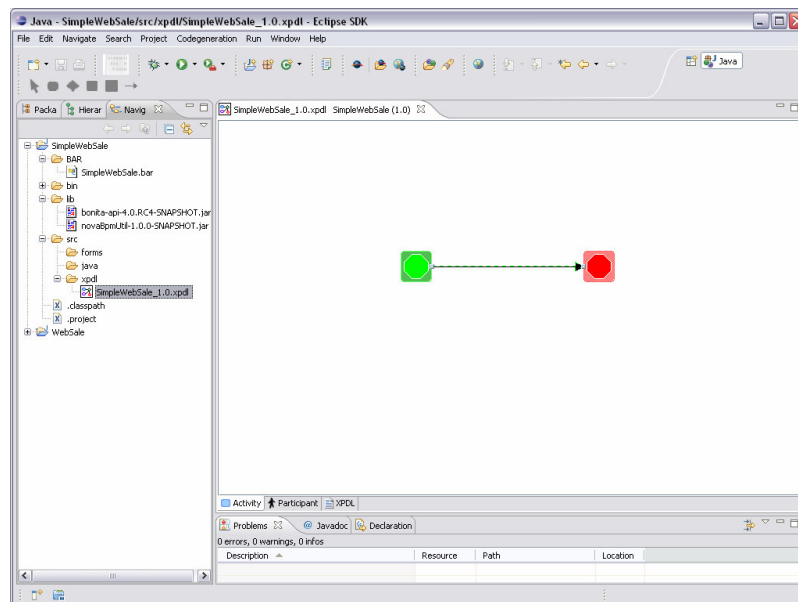 Java - SimpleWebSale/src/xpdl/SimpleWebSale_1.0.xpdl - Eclipse SDK
File Edit Navigate Search Project Codegeneration Run Window Help
Java
Packa Hierar Navig
SimpleWebSale_1.0.xpdl SimpleWebSale (1.0)
SimpleWebSale
BAR
SimpleWebSale.bar
bin
lib
bonita-api-4.0.RC4-SNAPSHOT.jar
novaBpmUtil-1.0.0-SNAPSHOT.jar
src
forms
java
xpdl
SimpleWebSale_1.0.xpdl
.classpath
.project
WebSale
Activity Participant XPDL
Problems @ Javadoc Declaration
0 errors, 0 warnings, 0 infos
Description Resource Path Location